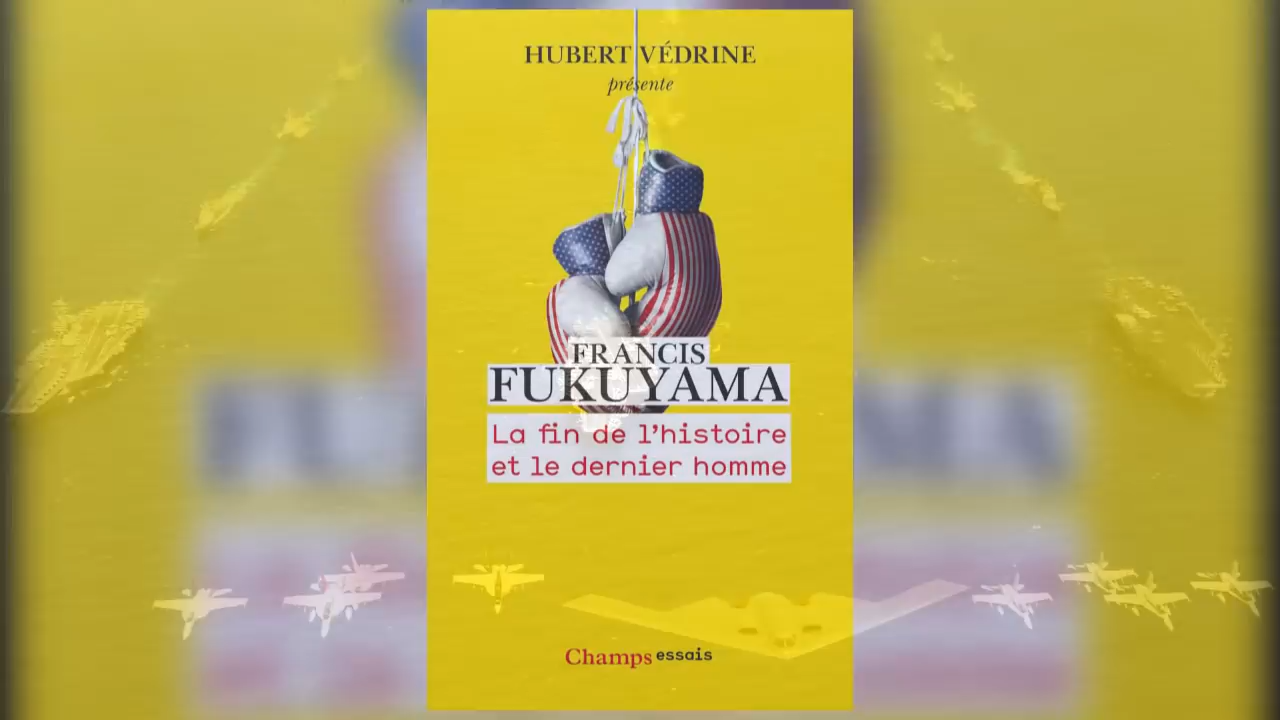 HUBERT VÉDRINE
présente
FRANCIS
FUKUYAMA
La fin de l'histoire
et le dernier homme
Champs essais